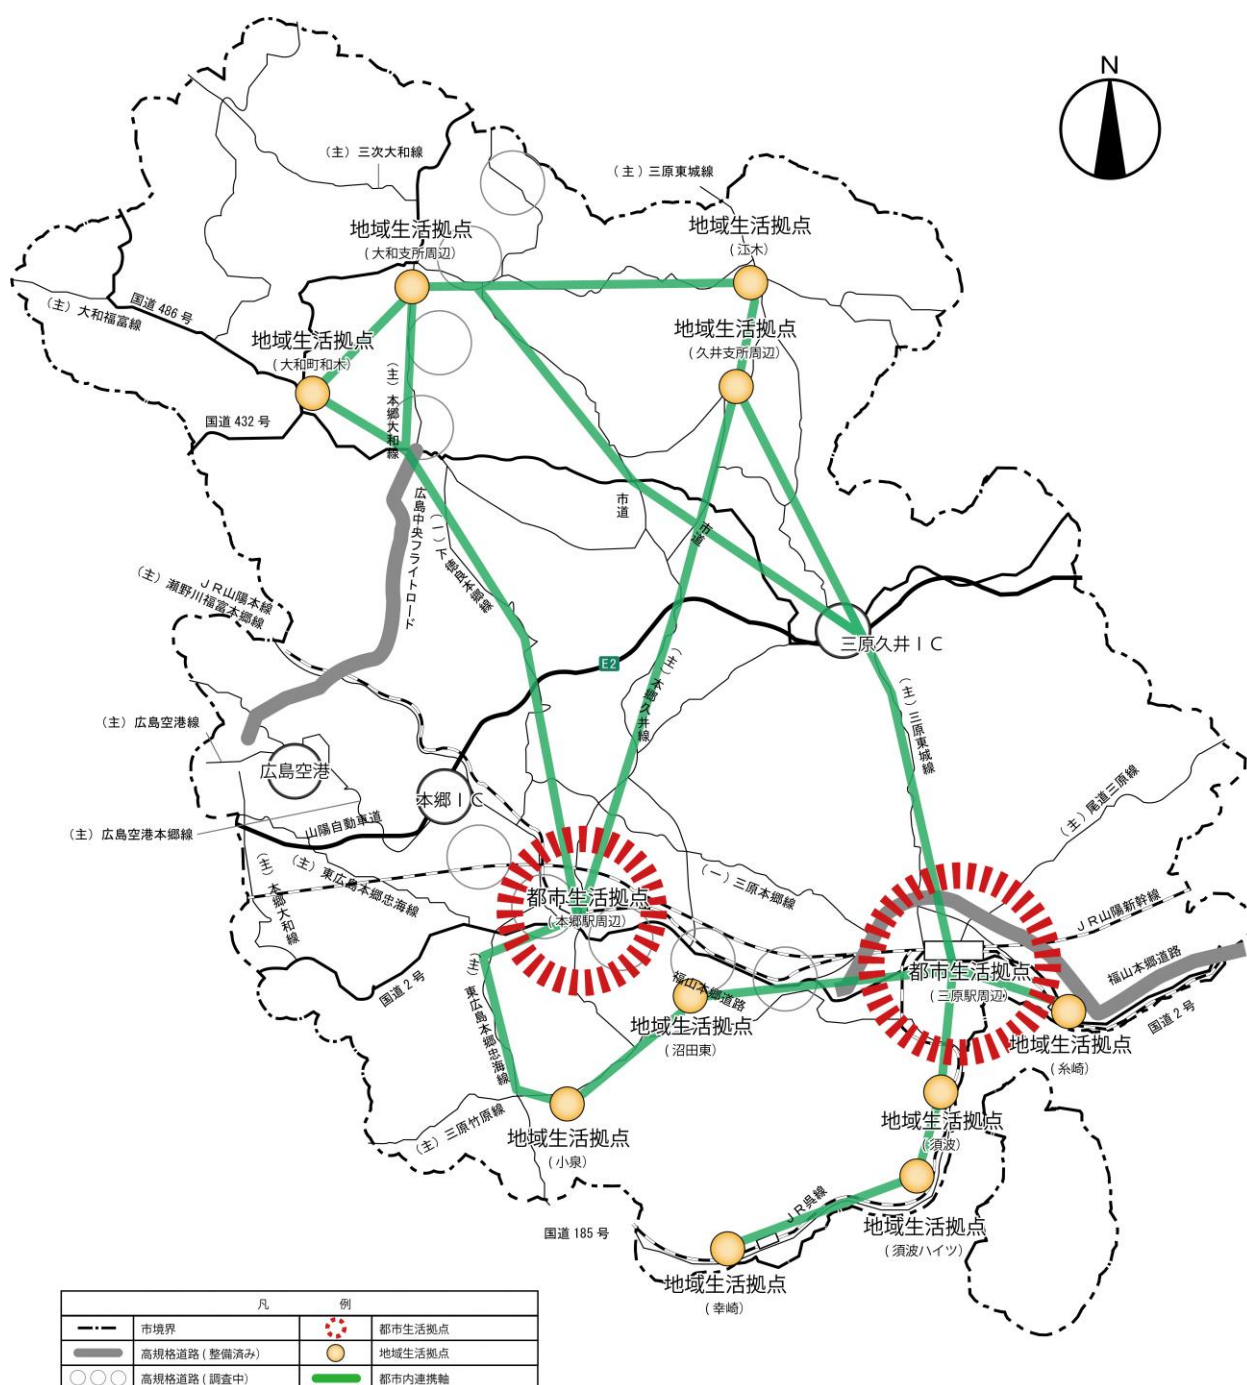 N
(主) 三次大和線
(主) 三原東城線
地域生活拠点
(大和支所周辺)
地域生活拠点
(江木)
国道 486 号
(主) 大和福富線
地域生活拠点
(大和町和木)
地域生活拠点
(久井支所周辺)
(主) 本郷大和線
国道 432 号
広島中央フライトロード
(一) 下徳良本郷線
市道
市道
JR山陽本線
(主) 瀬野川福富本郷線
三原久井IC
E2
(主) 本郷久井線
(主) 三原東城線
(主) 広島空港線
広島空港
本郷IC
(主) 尾道三原線
(主) 広島空港本郷線
山陽自動車道
(主) 本郷大和線
(主) 東広島本郷忠海線
(一) 三原本郷線
都市生活拠点
(本郷駅周辺)
JR山陽新幹線
国道2号
(主) 東広島本郷忠海線
福山本郷道路
都市生活拠点
(三原駅周辺)
福山本郷道路
国道2号
地域生活拠点
(沼田東)
地域生活拠点
(糸崎)
(主) 三原竹原線
地域生活拠点
(小泉)
地域生活拠点
(須波)
国道 185 号
JR呉線
地域生活拠点
(須波ハイツ)
地域生活拠点
(幸崎)
凡 例
市境界 都市生活拠点
高規格道路 (整備済み) 地域生活拠点
高規格道路 (調査中) 都市内連携軸